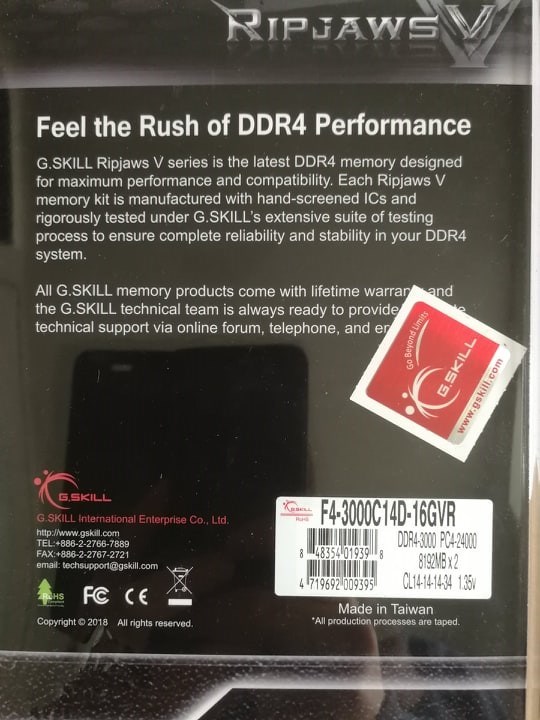 RIPJAWS V
Feel the Rush of DDR4 Performance
G.SKILL Ripjaws V series is the latest DDR4 memory designed
for maximum performance and compatibility. Each Ripjaws V
memory kit is manufactured with hand-screened ICs and
rigorously tested under G.SKILL's extensive suite of testing
process to ensure complete reliability and stability in your DDR4
system.
All G.SKILL memory products come with lifetime and
the G.SKILL technical team is always ready to provide
technical support via online forum, telephone, and
Go Beyond Limits
G.SKILL
www.gskill.com
G.SKILL
G.SKILL International Enterprise Co., Ltd.
http://www.gskill.com
TEL:+886-2-2766-7889
FAX:+886-2-2767-2721
email: techsupport@gskill.com
RoHS
FC CE
Copyright © 2018 All rights reserved.
G.SKILL
RoHS
F4-3000C14D-16GVR
DDR4-3000 PC4-24000
8192MB x 2
CL14-14-14-34 1.35v
8 48354 01939 8
4 719692 009395
Made in Taiwan
*All production processes are taped.